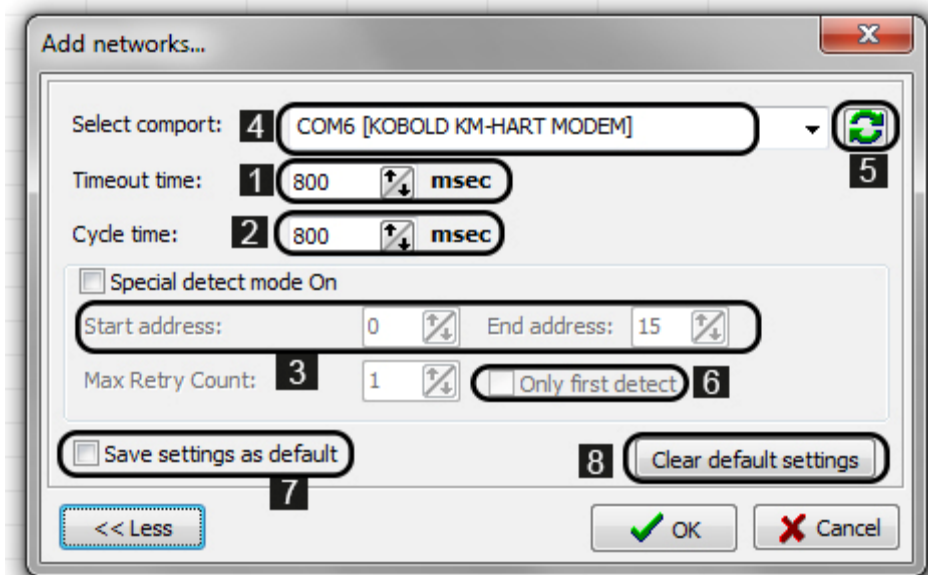 Add networks...
Select comport: 4 COM6 [KOBOLD KM-HART MODEM]
5
Timeout time: 1 800 msec
Cycle time: 2 800 msec
Special detect mode On
Start address: 0 End address: 15
Max Retry Count: 3 1 Only first detect 6
Save settings as default 8 Clear default settings
7
<< Less OK Cancel